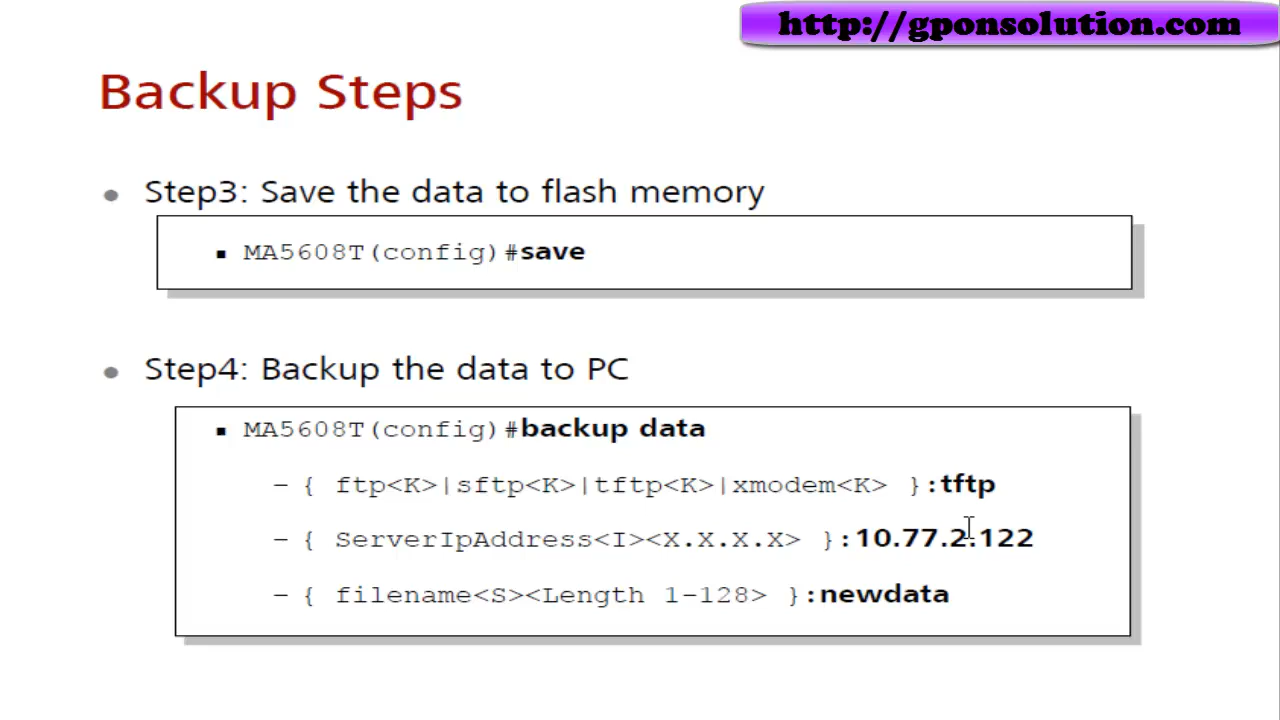 http://gponsolution.com
Backup Steps
• Step3: Save the data to flash memory
▪ MA5608T(config)#save
• Step4: Backup the data to PC
▪ MA5608T(config)#backup data
– { ftp<K>|sftp<K>|tftp<K>|xmodem<K> }:tftp
– { ServerIpAddress<I><X.X.X.X> }:10.77.2.122
– { filename<S><Length 1-128> }:newdata